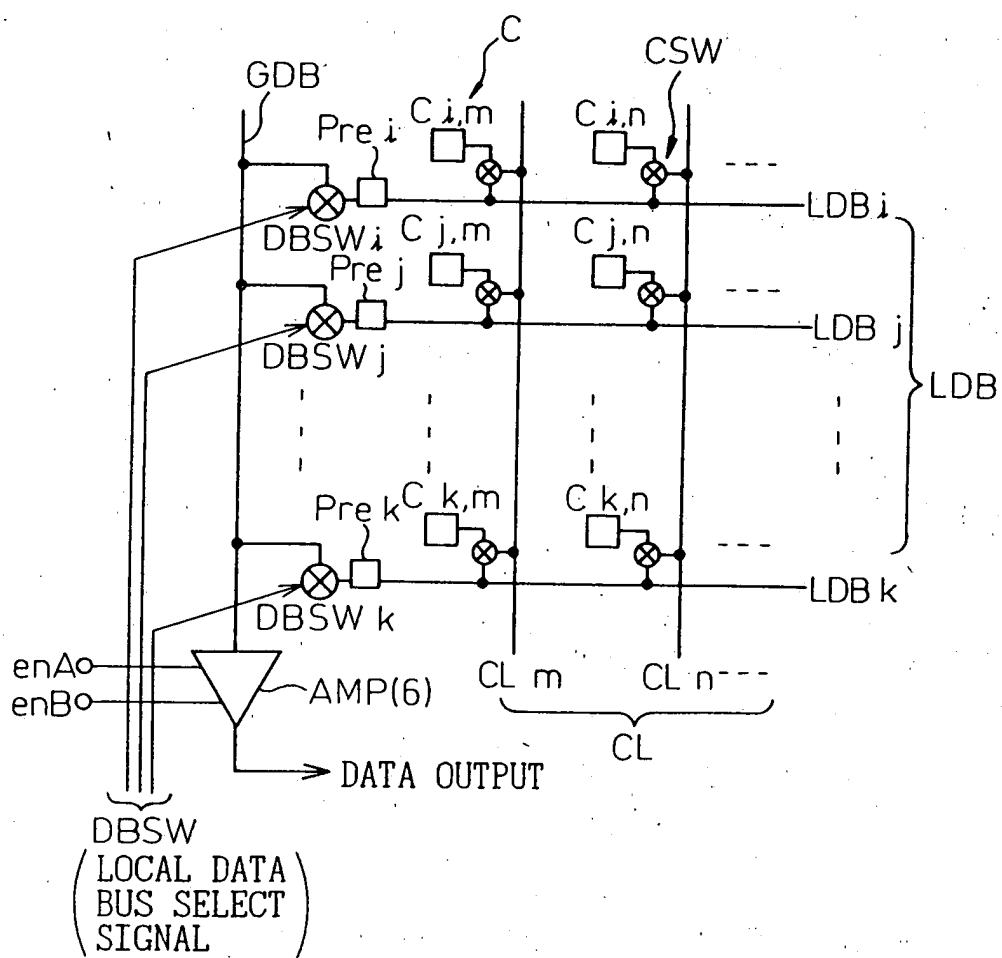 C
GDB
CSW
Pre i
C i,m
C i,n
---
LDB i
DBSW i
Pre j
C j,m
C j,n
---
LDB j
DBSW j
LDB
Pre k
C k,m
C k,n
---
LDB k
DBSW k
enA
enB
AMP(6)
CL m
CL n---
CL
DATA OUTPUT
DBSW
(LOCAL DATA
BUS SELECT
SIGNAL)